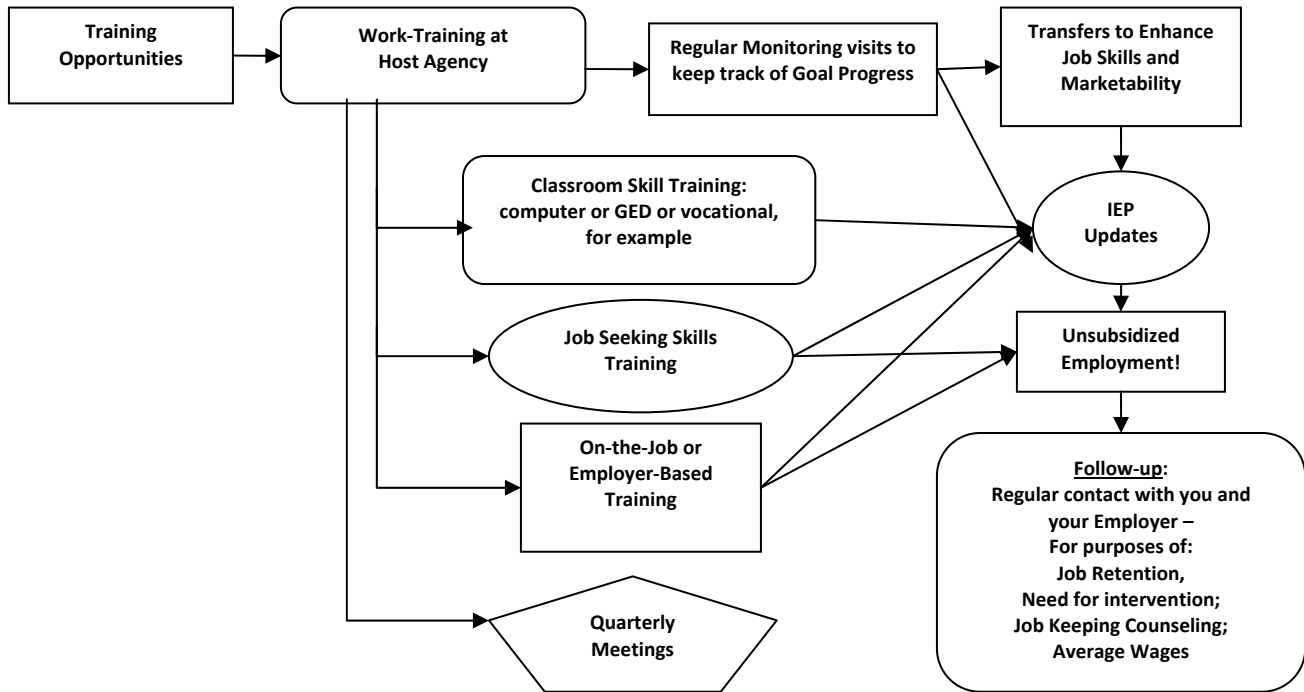 Training
Opportunities
Work-Training at
Host Agency
Regular Monitoring visits to
keep track of Goal Progress
Transfers to Enhance
Job Skills and
Marketability
Classroom Skill Training:
computer or GED or vocational,
for example
IEP
Updates
Job Seeking Skills
Training
Unsubsidized
Employment!
On-the-Job or
Employer-Based
Training
Follow-up:
Regular contact with you and
your Employer –
For purposes of:
Job Retention,
Need for intervention;
Job Keeping Counseling;
Average Wages
Quarterly
Meetings